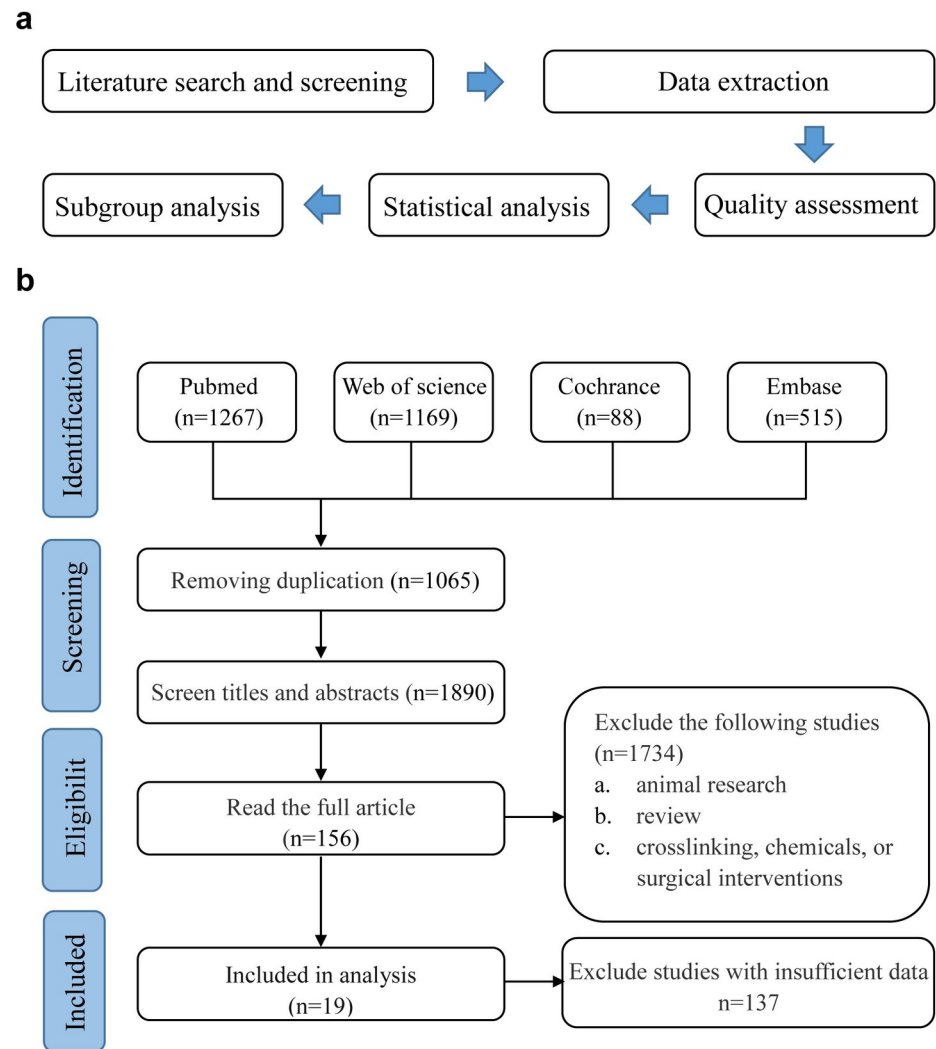 a
Literature search and screening
Data extraction
Subgroup analysis
Statistical analysis
Quality assessment
b
Identification
Pubmed
(n=1267)
Web of science
(n=1169)
Cochrance
(n=88)
Embase
(n=515)
Screening
Removing duplication (n=1065)
Screen titles and abstracts (n=1890)
Eligibilit
Read the full article
(n=156)
Exclude the following studies
(n=1734)
a. animal research
b. review
c. crosslinking, chemicals, or
surgical interventions
Included
Included in analysis
(n=19)
Exclude studies with insufficient data
n=137